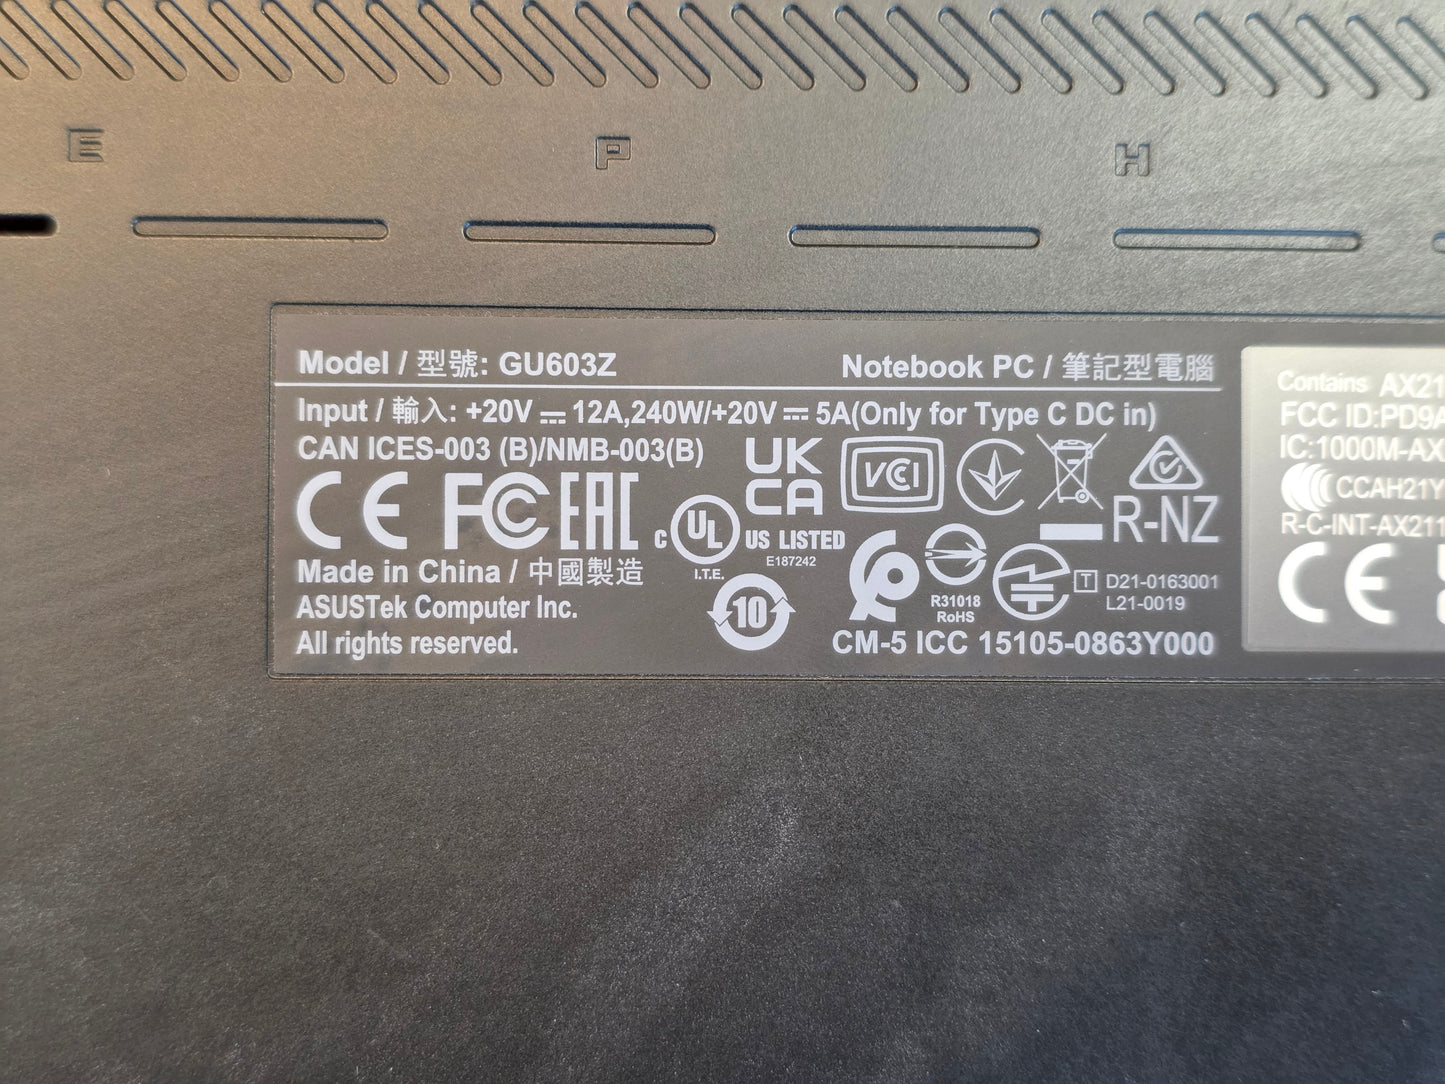 E P H
Model / 型號: GU603Z
Notebook PC / 筆記型電腦
Input / 輸入: +20V ⎓ 12A,240W/+20V ⎓ 5A(Only for Type C DC in)
CAN ICES-003 (B)/NMB-003(B)
UK
CA
VCI
CE FC EAC
R-NZ
c UL US LISTED
I.T.E.
E187242
Made in China / 中國製造
ASUSTek Computer Inc.
All rights reserved.
10
R31018
RoHS
T D21-0163001
L21-0019
CM-5 ICC 15105-0863Y000
Contains AX21
FCC ID:PD9A
IC:1000M-AX
CCAH21Y
R-C-INT-AX211
CE